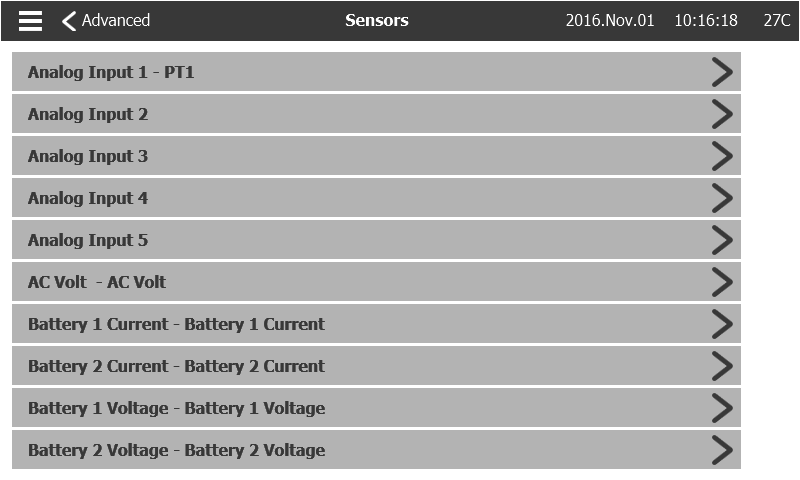 Advanced Sensors 2016.Nov.01 10:16:18 27C
Analog Input 1 - PT1
Analog Input 2
Analog Input 3
Analog Input 4
Analog Input 5
AC Volt  - AC Volt
Battery 1 Current - Battery 1 Current
Battery 2 Current - Battery 2 Current
Battery 1 Voltage - Battery 1 Voltage
Battery 2 Voltage - Battery 2 Voltage